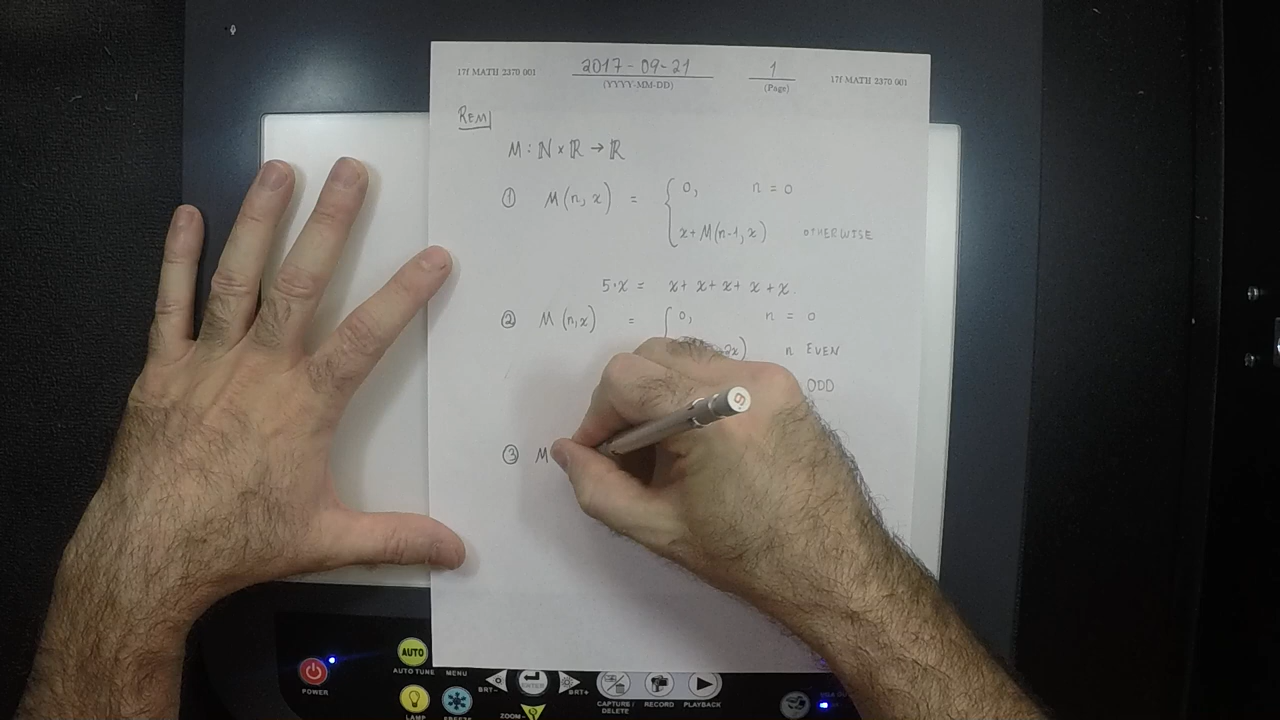 17f MATH 2370 001 2017-09-21 1 17f MATH 2370 001
(YYYY-MM-DD) (Page)
REM
M : ℕ × ℝ → ℝ
① M(n, x) = { 0, n = 0
x + M(n-1, x) OTHERWISE
5·x = x + x + x + x + x.
② M(n,x) = { 0, n = 0
2x) n EVEN
ODD
③ M
POWER
AUTO
AUTO TUNE
MENU
LAMP
FREEZE
BRT-
ENTER
BRT+
ZOOM-
CAPTURE / DELETE
RECORD
PLAYBACK